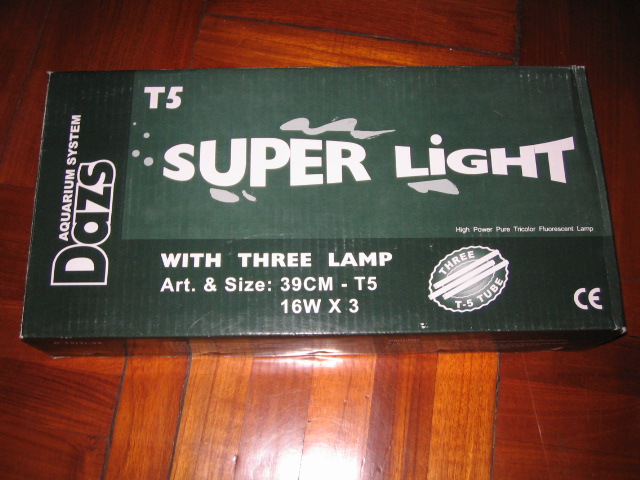 T5
SUPER LiGHT
AQUARIUM SYSTEM
Dazs
High Power Pure Tricolor Fluorescent Lamp
WITH THREE LAMP
Art. & Size: 39CM - T5
16W X 3
THREE
T-5 TUBE
CE